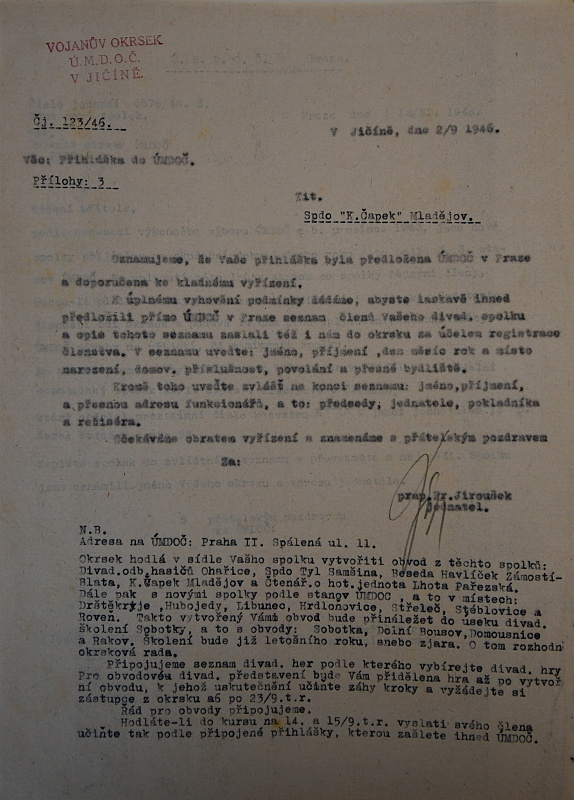 VOJANŮV OKRSEK
Ú.M.D.O.Č.
V JIČÍNĚ.
Čj. 123/46.
V Jičíně, dne 2/9 1946.
Věc: Přihláška do ÚMDOČ.
Přílohy: 3
Tit.
Spdo "K.Čapek" Mladějov.
Oznamujeme, že Vaše přihláška byla předložena ÚMDOČ v Praze
a doporučena ke kladnému vyřízení.
K úplnému vyhovění podmínky žádáme, abyste laskavě ihned
předložili přímo ÚMDOČ v Praze seznam členů Vašeho divad. spolku
a opis tohoto seznamu zaslali též i nám do okrsku za účelem registrace
členstva. V seznamu uveďte: jméno, příjmení, den měsíc rok a místo
narození, domov. příslušnost, povolání a přesné bydliště.
Kromě toho uveďte zvlášť na konci seznamu: jméno,příjmení,
a přesnou adresu funkcionářů, a to: předsedy, jednatele, pokladníka
a režiséra.
Očekáváme obratem vyřízení a znamenáme s přátelským pozdravem
Za:
prap.Fr.Jiroušek
jednatel.
N.B.
Adresa na ÚMDOČ: Praha II. Spálená ul. 11.
Okrsek hodlá v sídle Vašho spolku vytvořiti obvod z těchto spolků:
Divad.odb.hasičů Ohařice, Spdo Tyl Samšina, Beseda Havlíček Zámostí-
Blata, K.Čapek Mladějov a Čtenář.o hot.jednota Lhota Pařezská.
Dále pak s novými spolky podle stanov ÚMDOČ , a to v místech:
Drštěkryje ,Hubojedy, Libunec, Hrdlonovice, Střeleč, Stéblovice a
Roveň. Takto vytvořený Vámi obvod bude přináležet do úseku divad.
školení Sobotky, a to s obvody: Sobotka, Dolní Bousov,Domousnice
a Rakov. Školení bude již letošního roku, anebo zjara. O tom rozhodn
okrsková rada.
Připojujeme seznam divad. her podle kterého vybírejte divad. hry
Pro obvodovéu divad. představení bude Vám přidělena hra až po vytvoř
ní obvodu, k jehož uskutečnění učiňte záhy kroky a vyžádejte si
zástupce z okrsku až po 23/9.t.r.
Řád pro obvody připojujeme.
Hodláte-li do kursu na 14. a 15/9.t.r. vyslati svého člena
učiňte tak podle připojené přihlášky, kterou zašlete ihned ÚMDOČ.